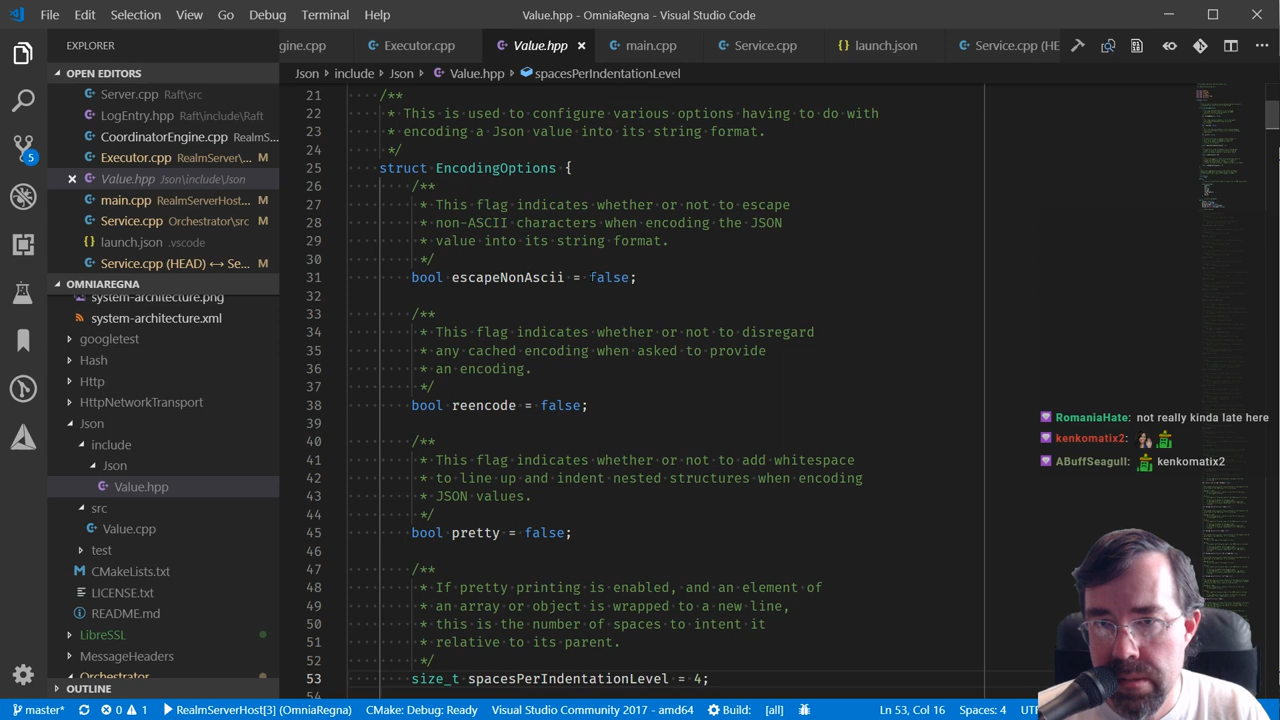 File Edit Selection View Go Debug Terminal Help
Value.hpp - OmniaRegna - Visual Studio Code
EXPLORER
gine.cpp Executor.cpp Value.hpp main.cpp Service.cpp launch.json Service.cpp (HE
OPEN EDITORS
Server.cpp Raft\src
LogEntry.hpp Raft\include\Raft
CoordinatorEngine.cpp RealmS...
Executor.cpp RealmServer\... M
Value.hpp Json\include\Json
main.cpp RealmServerHost... M
Service.cpp Orchestrator\src M
launch.json .vscode
Service.cpp (HEAD) ↔ Se... M
5
OMNIAREGNA
system-architecture.png
system-architecture.xml
googletest
Hash
Http
HttpNetworkTransport
Json
include
Json
Value.hpp
src
Value.cpp
test
CMakeLists.txt
LICENSE.txt
README.md
LibreSSL
MessageHeaders
Orchestrator
OUTLINE
Json > include > Json > Value.hpp > spacesPerIndentationLevel
21 /**
22 * This is used to configure various options having to do with
23 * encoding a Json value into its string format.
24 */
25 struct EncodingOptions {
26 /**
27 * This flag indicates whether or not to escape
28 * non-ASCII characters when encoding the JSON
29 * value into its string format.
30 */
31 bool escapeNonAscii = false;
32
33 /**
34 * This flag indicates whether or not to disregard
35 * any cached encoding when asked to provide
36 * an encoding.
37 */
38 bool reencode = false;
39
40 /**
41 * This flag indicates whether or not to add whitespace
42 * to line up and indent nested structures when encoding
43 * JSON values.
44 */
45 bool pretty = false;
46
47 /**
48 * If pretty printing is enabled, and an element of
49 * an array or object is wrapped to a new line,
50 * this is the number of spaces to intent it
51 * relative to its parent.
52 */
53 size_t spacesPerIndentationLevel = 4;
54
RomaniaHate: not really kinda late here
kenkomatix2:
ABuffSeagull: kenkomatix2
master* 0 1 RealmServerHost[3] (OmniaRegna) CMake: Debug: Ready Visual Studio Community 2017 - amd64 Build: [all] Ln 53, Col 16 Spaces: 4 UT